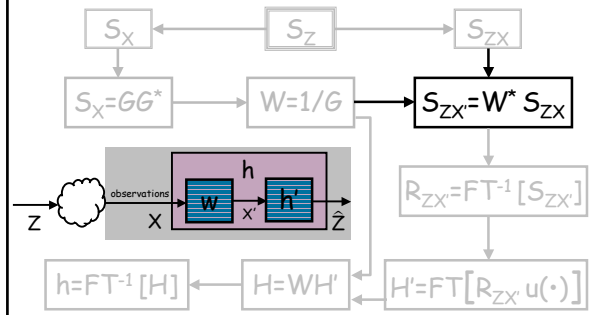 S_X
S_Z
S_ZX
S_X=GG*
W=1/G
S_ZX'=W* S_ZX
h
observations
w
h'
Z
X
x'
Ẑ
R_ZX'=FT⁻¹[S_ZX']
h=FT⁻¹[H]
H=WH'
H'=FT[R_ZX' u(·)]